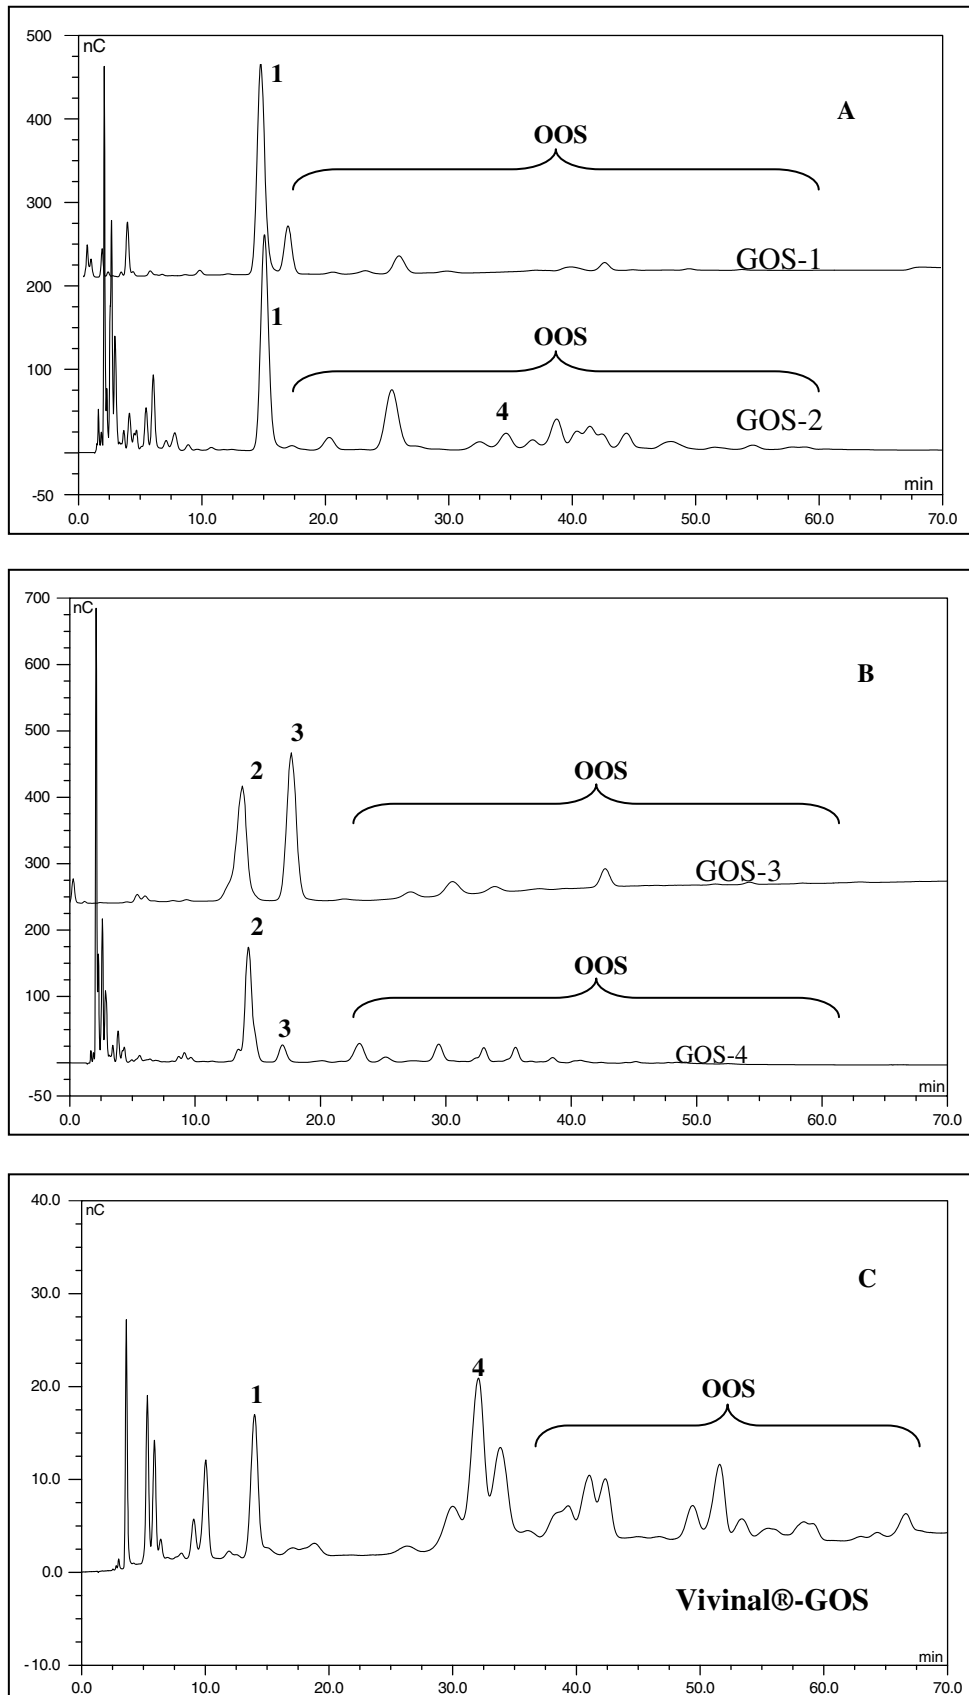 500
nC
1
A
400
OOS
300
GOS-1
200
1
OOS
100
4
GOS-2
-50
min
0.0 10.0 20.0 30.0 40.0 50.0 60.0 70.0
700
nC
600
B
500
3
2
OOS
400
300
GOS-3
200
2
OOS
100
3
GOS-4
-50
min
0.0 10.0 20.0 30.0 40.0 50.0 60.0 70.0
40.0
nC
30.0
C
20.0
4
1
OOS
10.0
0.0
Vivinal®-GOS
min
-10.0
0.0 10.0 20.0 30.0 40.0 50.0 60.0 70.0